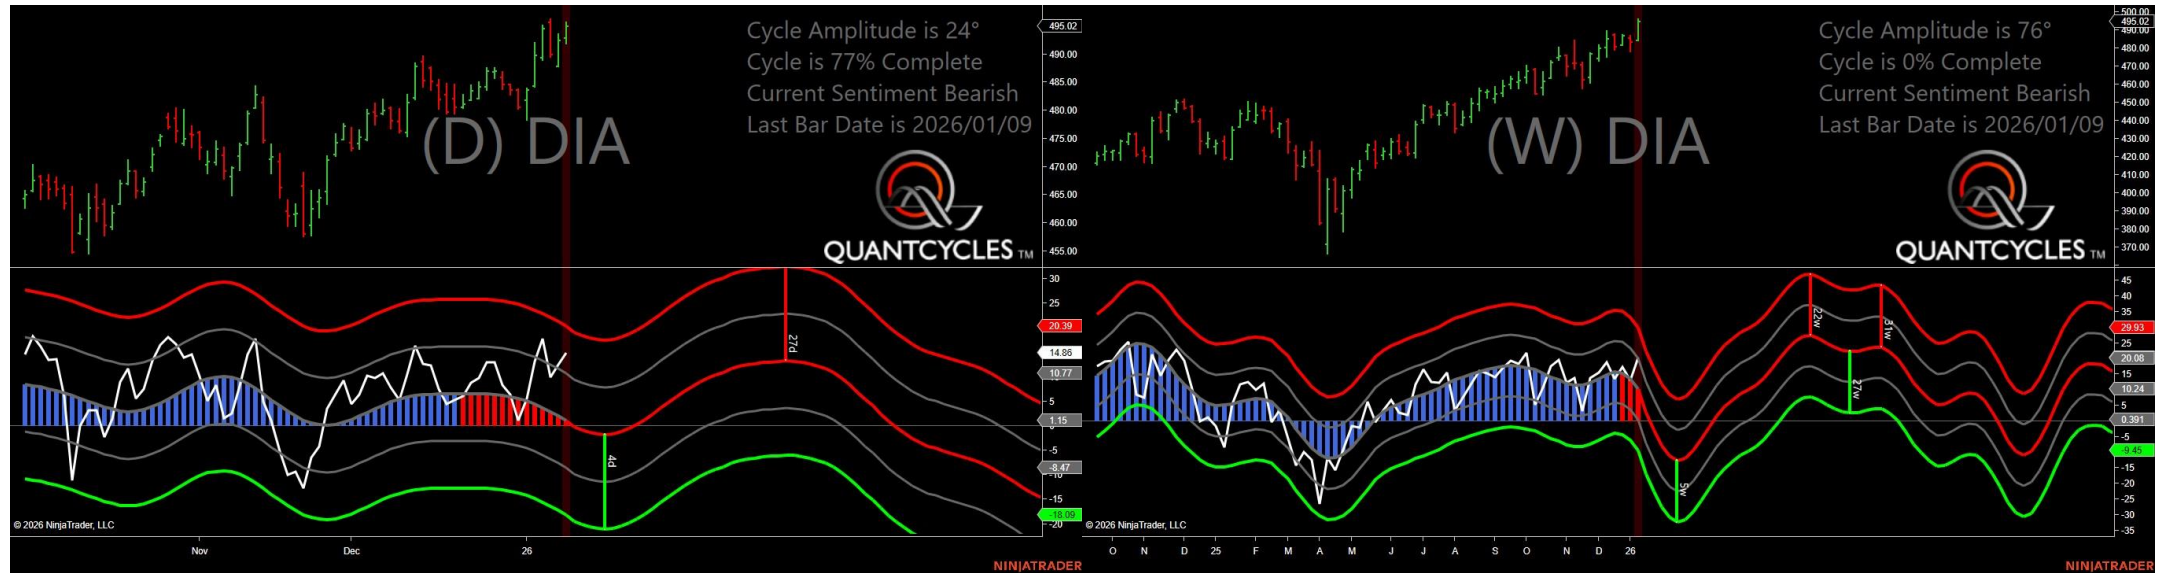 Cycle Amplitude is 24°
Cycle is 77% Complete
Current Sentiment Bearish
Last Bar Date is 2026/01/09
(D) DIA
QUANTCYCLES TM
495.02
490.00
485.00
480.00
475.00
470.00
465.00
460.00
455.00
30
25
20.39
14.86
10.77
5
1.15
-5
-8.47
-10
-15
-18.09
-20
27d
4d
© 2026 NinjaTrader, LLC
Nov
Dec
26
NINJATRADER
Cycle Amplitude is 76°
Cycle is 0% Complete
Current Sentiment Bearish
Last Bar Date is 2026/01/09
(W) DIA
QUANTCYCLES TM
500.00
495.02
490.00
480.00
470.00
460.00
450.00
440.00
430.00
420.00
410.00
400.00
390.00
380.00
370.00
45
40
35
29.93
25
20.08
15
10.24
5
0.391
-5
-9.45
-15
-20
-25
-30
-35
22w
31w
27w
5w
© 2026 NinjaTrader, LLC
O
N
D
25
F
M
A
M
J
J
A
S
O
N
D
26
NINJATRADER